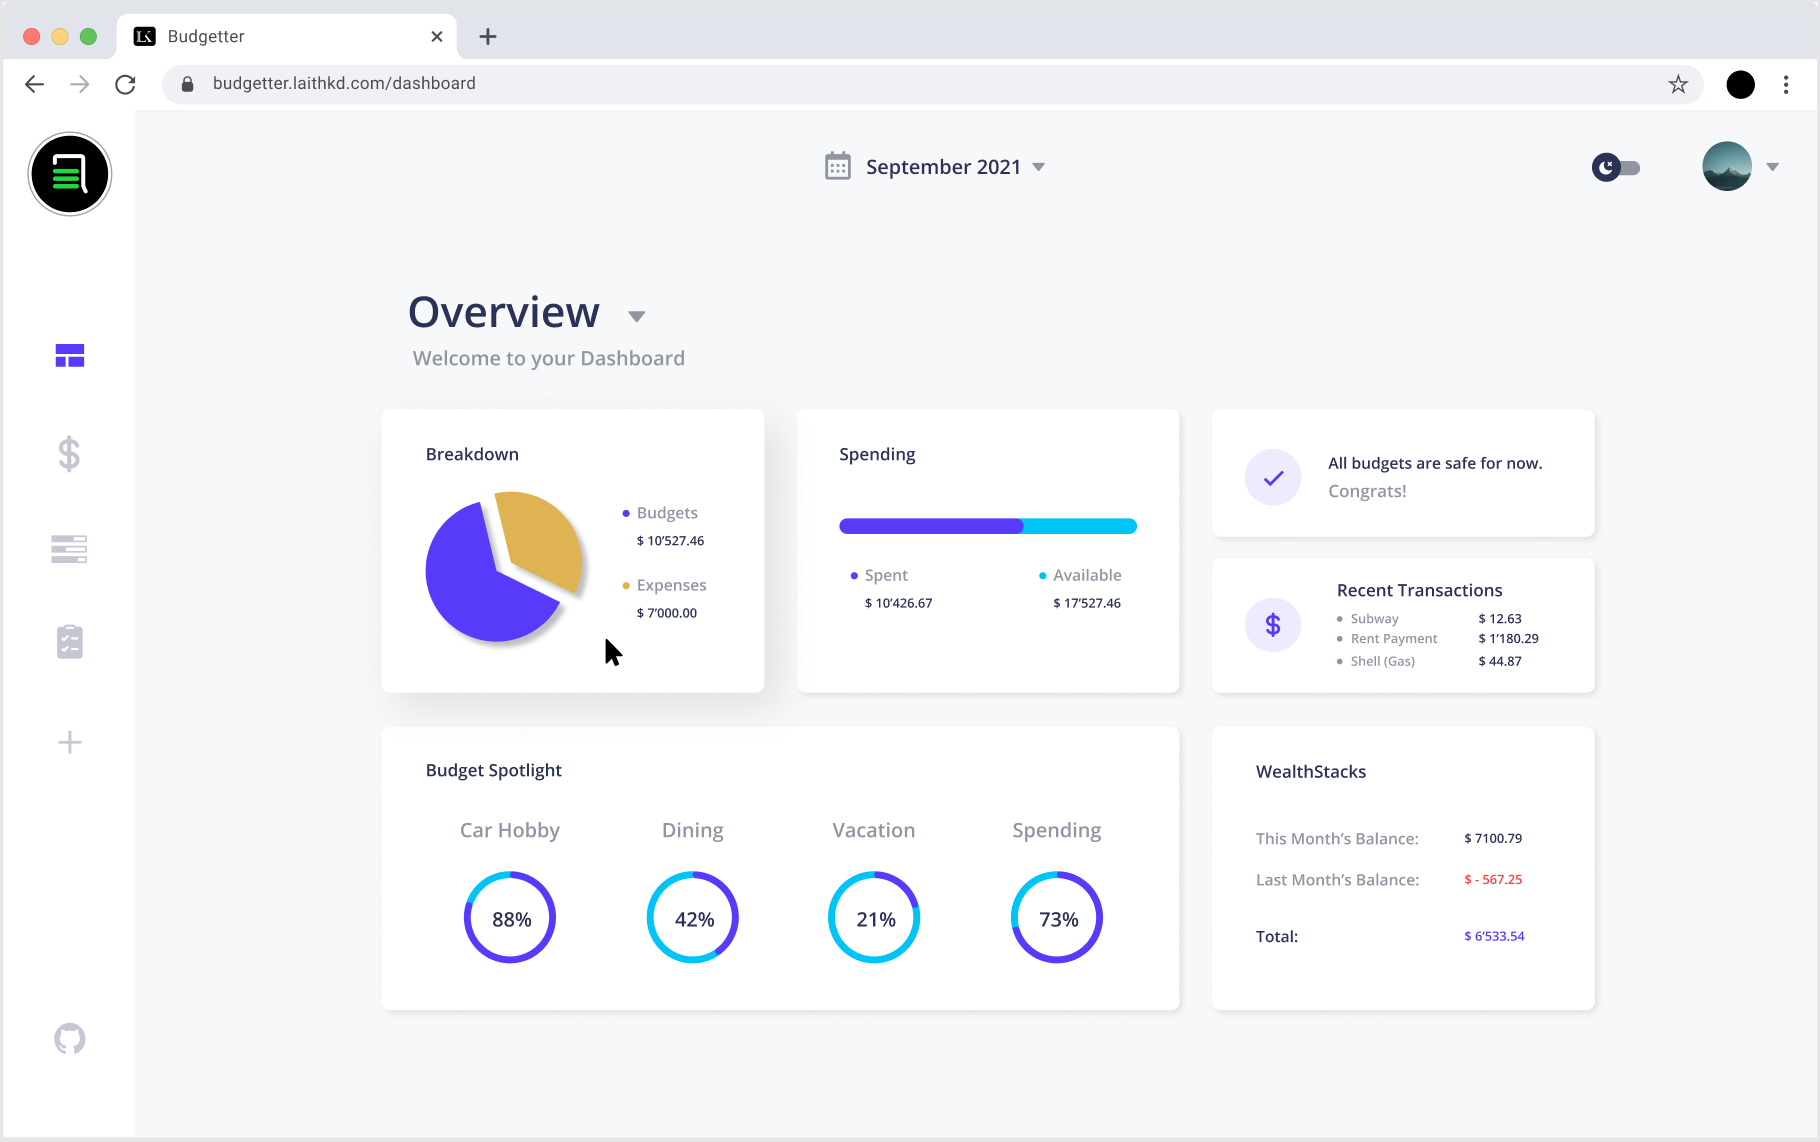 LK Budgetter
budgetter.laithkd.com/dashboard
September 2021
Overview
Welcome to your Dashboard
Breakdown
Budgets
$ 10’527.46
Expenses
$ 7’000.00
Spending
Spent
$ 10’426.67
Available
$ 17’527.46
All budgets are safe for now.
Congrats!
$
Recent Transactions
Subway $ 12.63
Rent Payment $ 1’180.29
Shell (Gas) $ 44.87
Budget Spotlight
Car Hobby
88%
Dining
42%
Vacation
21%
Spending
73%
WealthStacks
This Month’s Balance: $ 7100.79
Last Month’s Balance: $ - 567.25
Total: $ 6’533.54
$